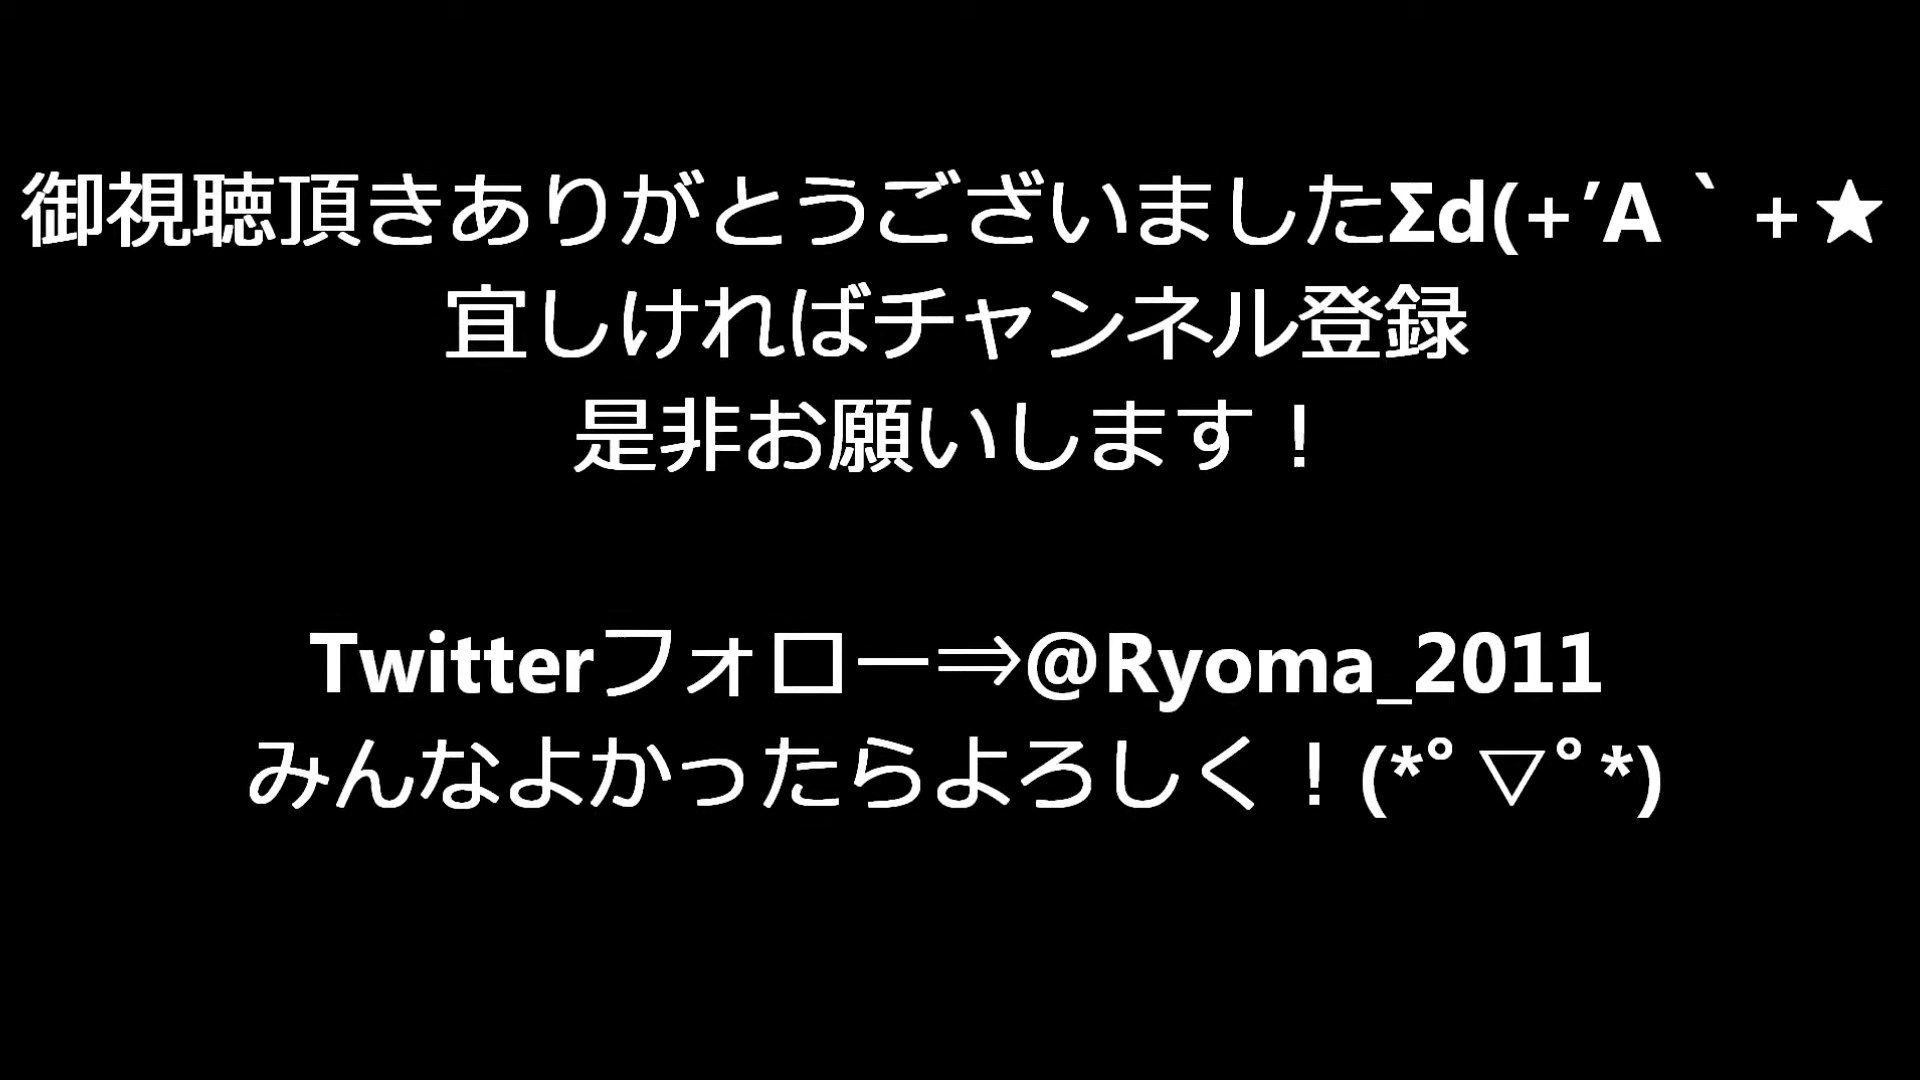 御視聴頂きありがとうございましたΣd(+′A｀+★
宜しければチャンネル登録
是非お願いします！
Twitterフォロー⇒@Ryoma_2011
みんなよかったらよろしく！(*ﾟ▽ﾟ*)